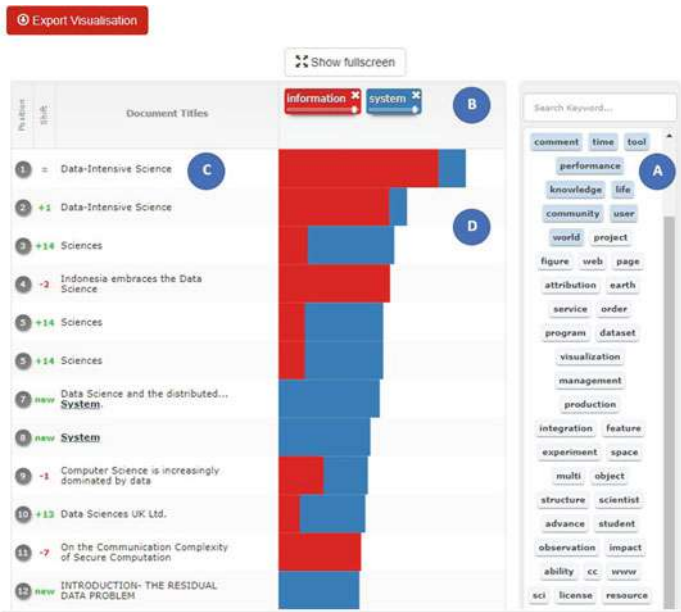 Export Visualisation
Show fullscreen
Position
Shift
Document Titles
information
system
B
1 = Data-Intensive Science
C
2 +1 Data-Intensive Science
D
3 +14 Sciences
4 -2 Indonesia embraces the Data
Science
5 +14 Sciences
5 +14 Sciences
7 new Data Science and the distributed...
System.
8 new System
9 -1 Computer Science is increasingly
dominated by data
10 +13 Data Sciences UK Ltd.
11 -7 On the Communication Complexity
of Secure Computation
12 new INTRODUCTION- THE RESIDUAL
DATA PROBLEM
Search Keyword...
comment time tool
performance
A
knowledge life
community user
world project
figure web page
attribution earth
service order
program dataset
visualization
management
production
integration feature
experiment space
multi object
structure scientist
advance student
observation impact
ability cc www
sci license resource